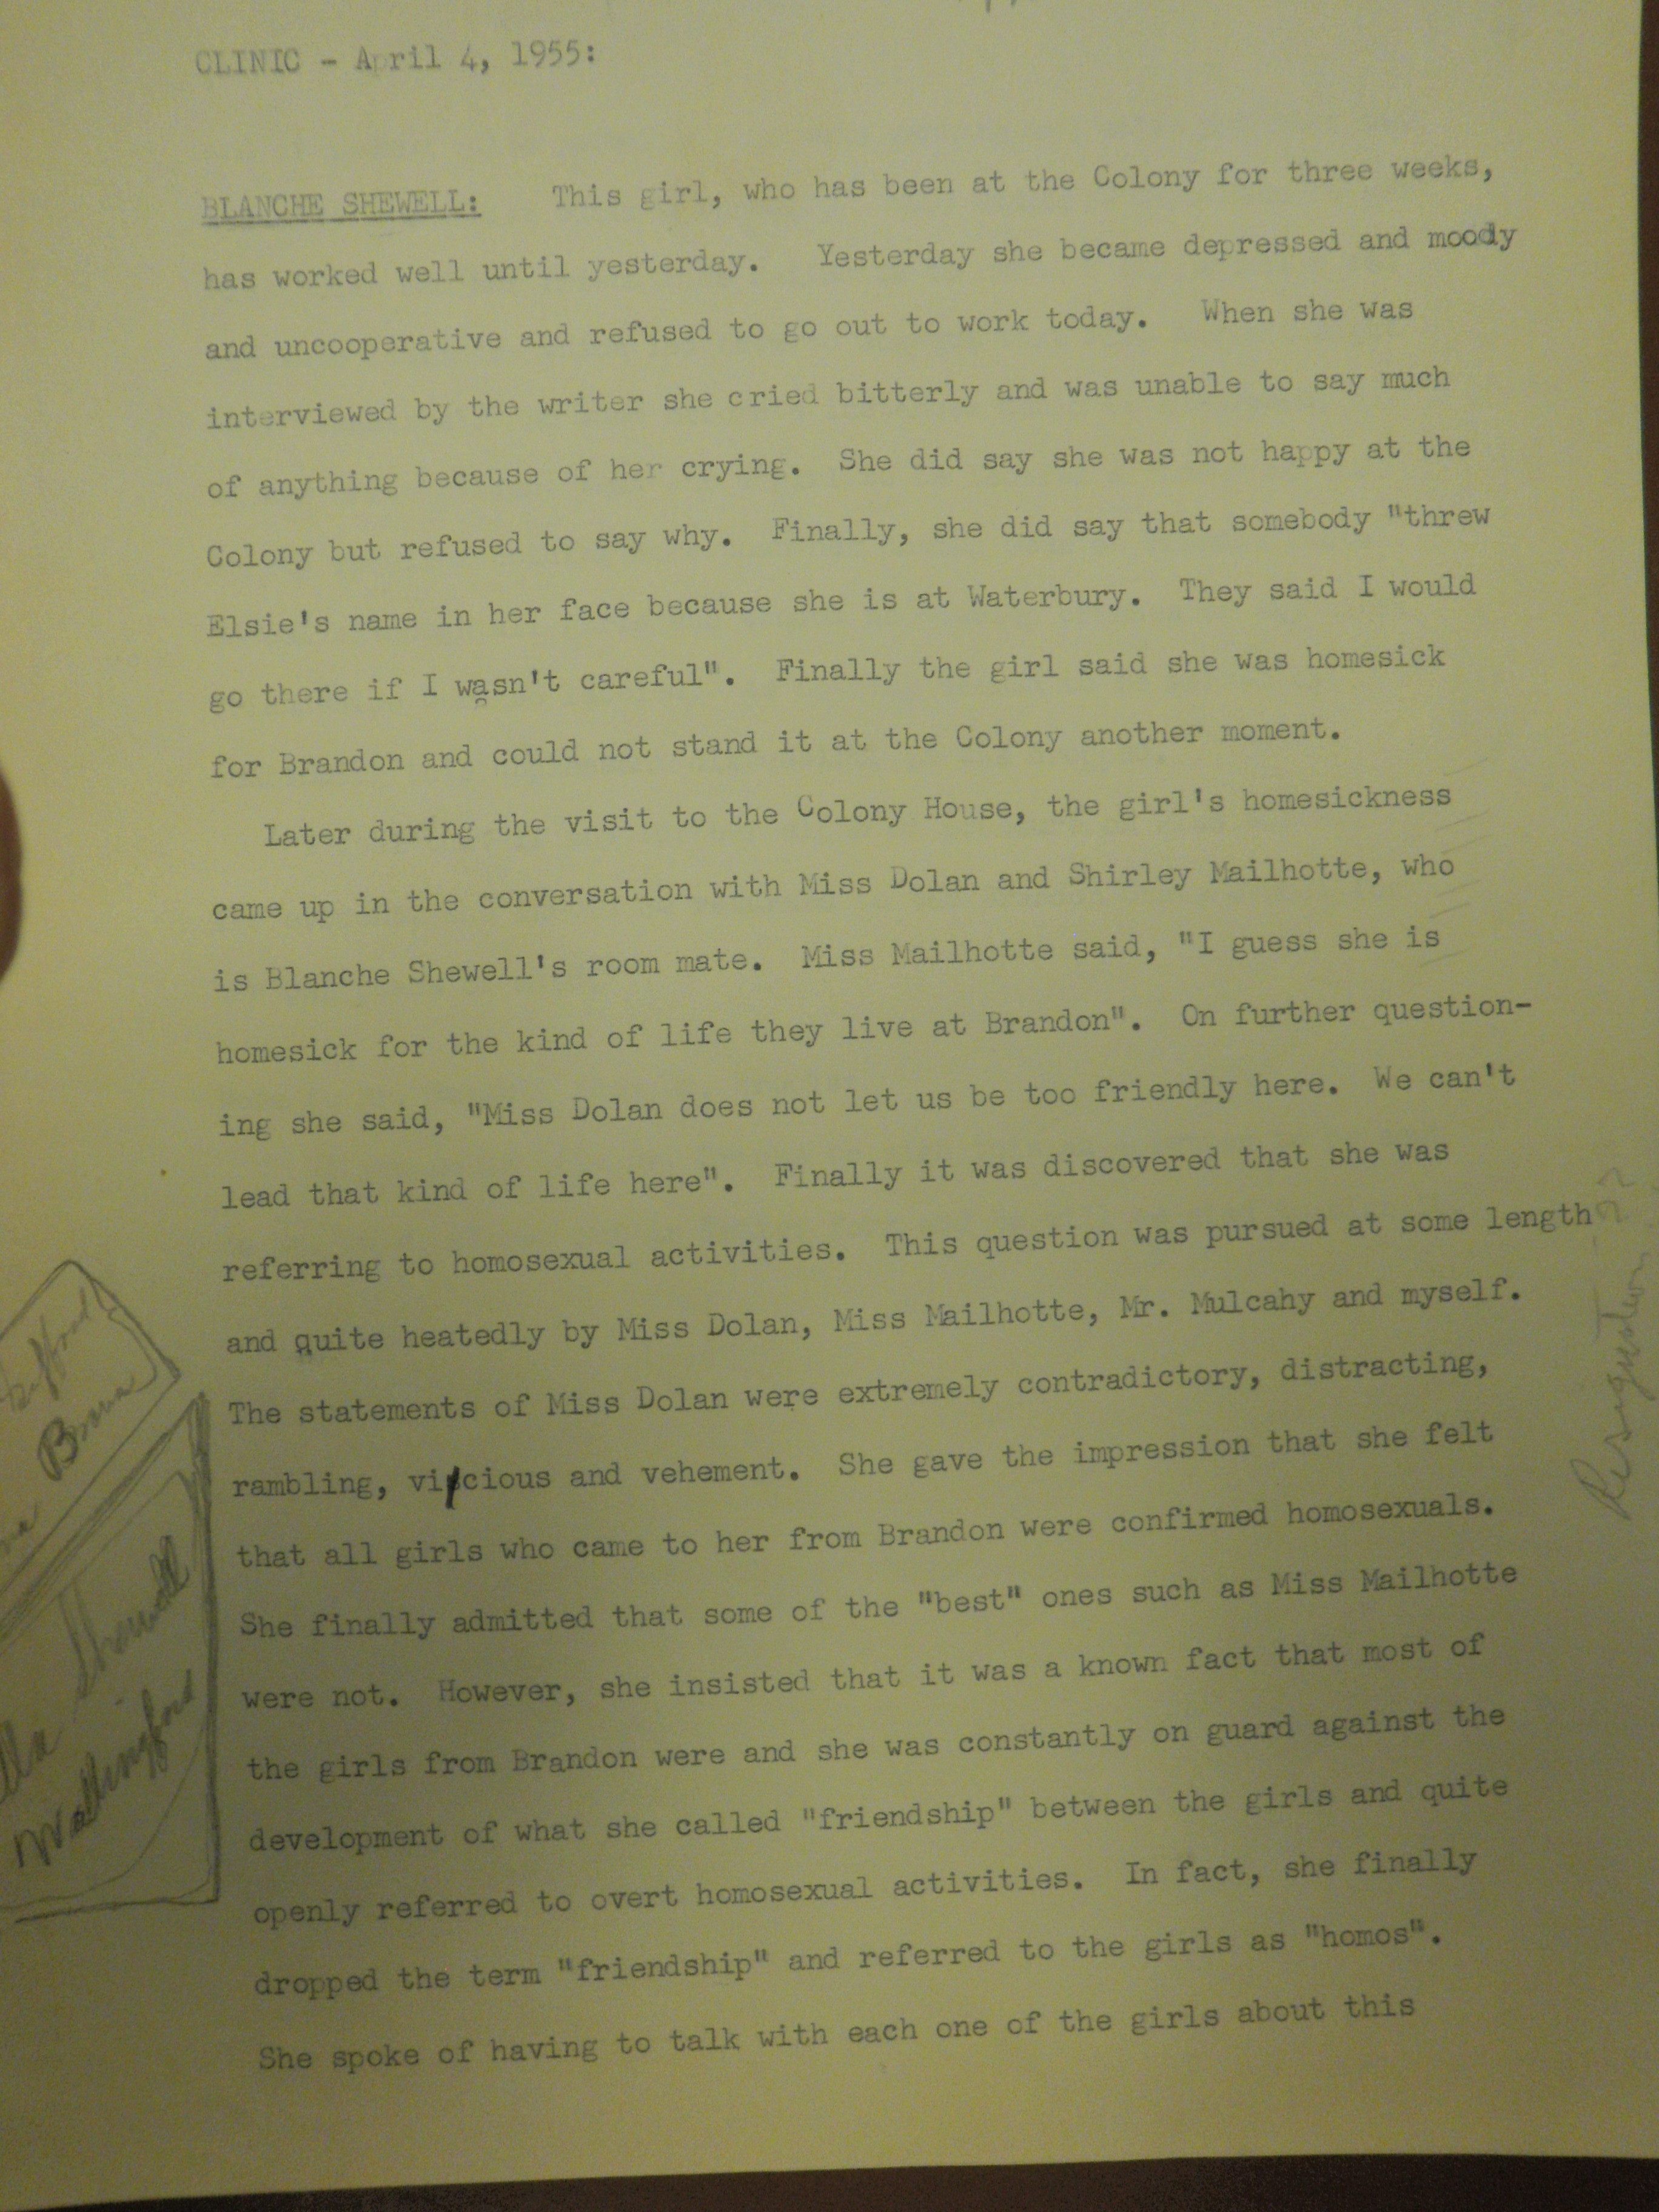 CLINIC - April 4, 1955:
BLANCHE SHEWELL: This girl, who has been at the Colony for three weeks,
has worked well until yesterday. Yesterday she became depressed and moody
and uncooperative and refused to go out to work today. When she was
interviewed by the writer she cried bitterly and was unable to say much
of anything because of her crying. She did say she was not happy at the
Colony but refused to say why. Finally, she did say that somebody "threw
Elsie's name in her face because she is at Waterbury. They said I would
go there if I wasn't careful". Finally the girl said she was homesick
for Brandon and could not stand it at the Colony another moment.
Later during the visit to the Colony House, the girl's homesickness
came up in the conversation with Miss Dolan and Shirley Mailhotte, who
is Blanche Shewell's room mate. Miss Mailhotte said, "I guess she is
homesick for the kind of life they live at Brandon". On further question-
ing she said, "Miss Dolan does not let us be too friendly here. We can't
lead that kind of life here". Finally it was discovered that she was
referring to homosexual activities. This question was pursued at some length
and quite heatedly by Miss Dolan, Miss Mailhotte, Mr. Mulcahy and myself.
The statements of Miss Dolan were extremely contradictory, distracting,
rambling, vicious and vehement. She gave the impression that she felt
that all girls who came to her from Brandon were confirmed homosexuals.
She finally admitted that some of the "best" ones such as Miss Mailhotte
were not. However, she insisted that it was a known fact that most of
the girls from Brandon were and she was constantly on guard against the
development of what she called "friendship" between the girls and quite
openly referred to overt homosexual activities. In fact, she finally
dropped the term "friendship" and referred to the girls as "homos".
She spoke of having to talk with each one of the girls about this